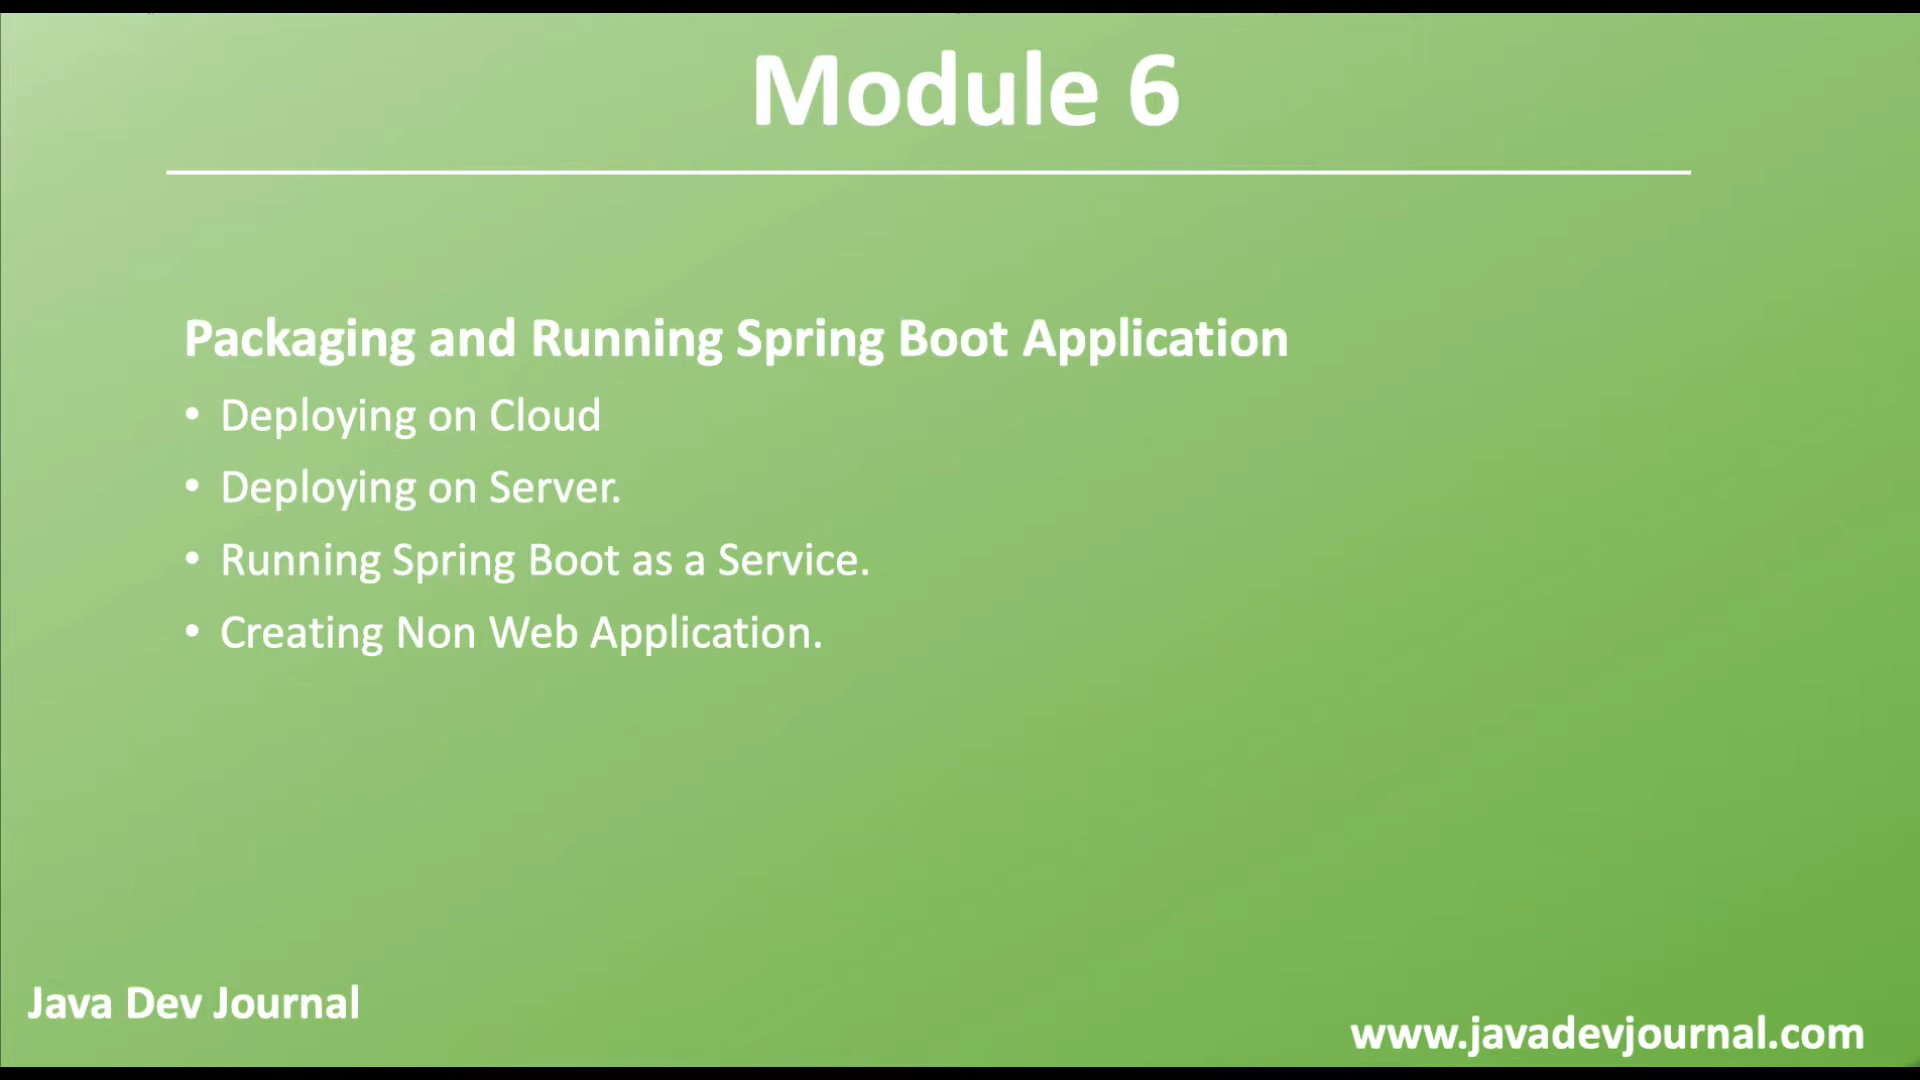 Module 6
Packaging and Running Spring Boot Application
• Deploying on Cloud
• Deploying on Server.
• Running Spring Boot as a Service.
• Creating Non Web Application.
Java Dev Journal
www.javadevjournal.com